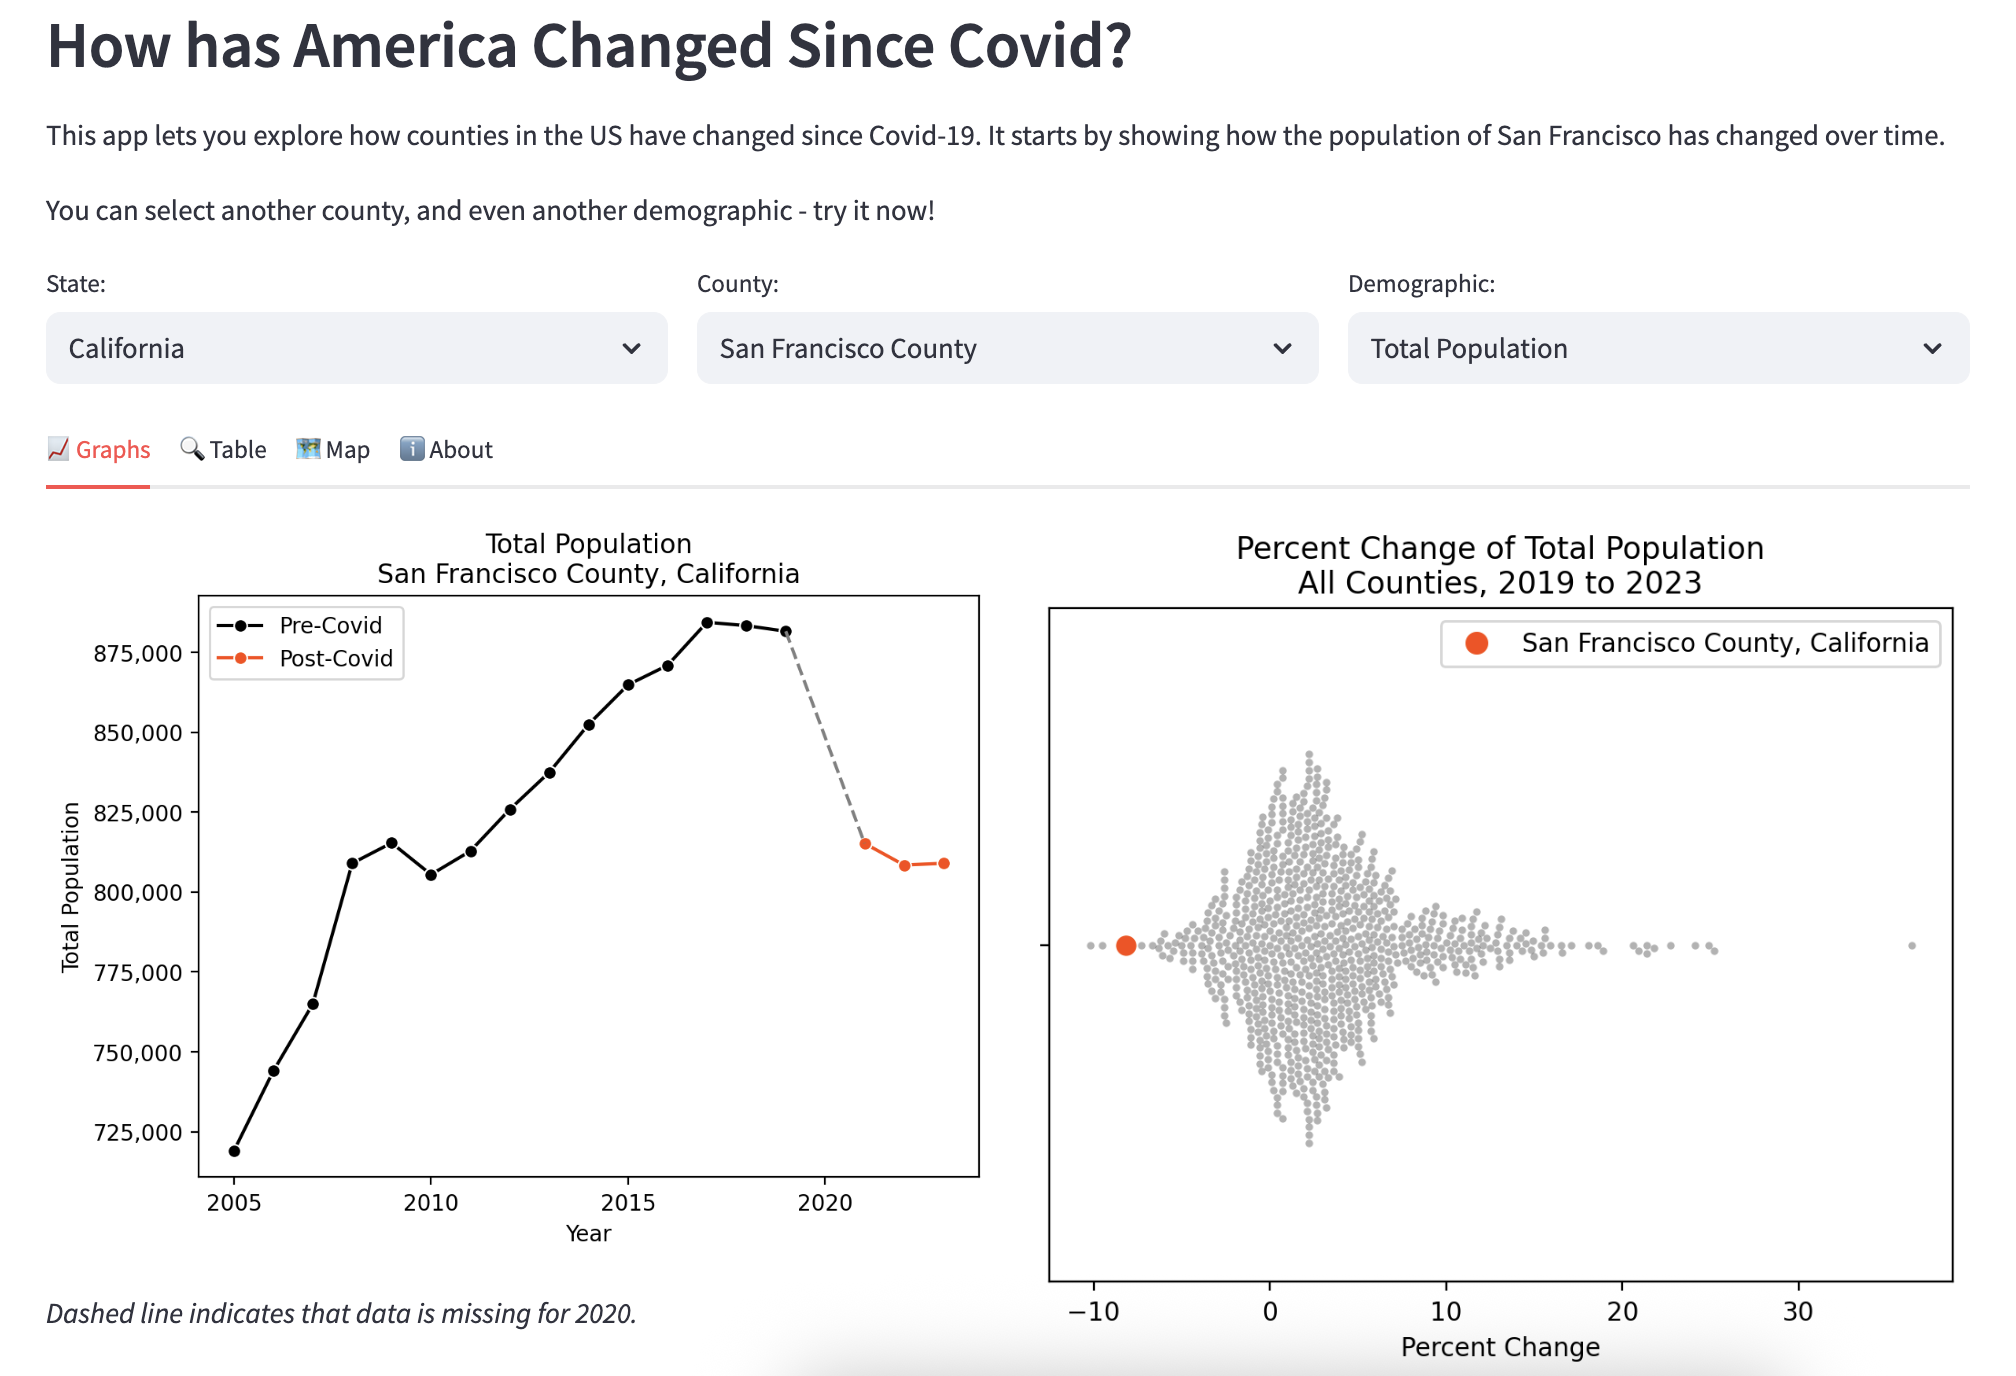 How has America Changed Since Covid?
This app lets you explore how counties in the US have changed since Covid-19. It starts by showing how the population of San Francisco has changed over time.
You can select another county, and even another demographic - try it now!
State:
County:
Demographic:
California
San Francisco County
Total Population
Graphs
Table
Map
About
Total Population
San Francisco County, California
Pre-Covid
Post-Covid
875,000
850,000
825,000
800,000
775,000
750,000
725,000
Total Population
2005
2010
2015
2020
Year
Dashed line indicates that data is missing for 2020.
Percent Change of Total Population
All Counties, 2019 to 2023
San Francisco County, California
−10
0
10
20
30
Percent Change